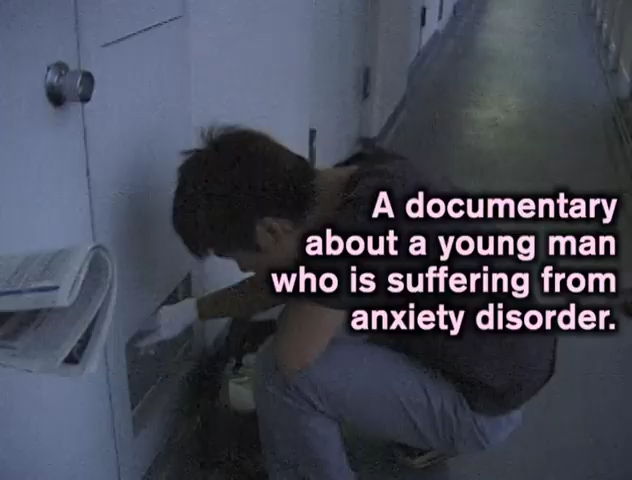 A documentary
about a young man
who is suffering from
anxiety disorder.